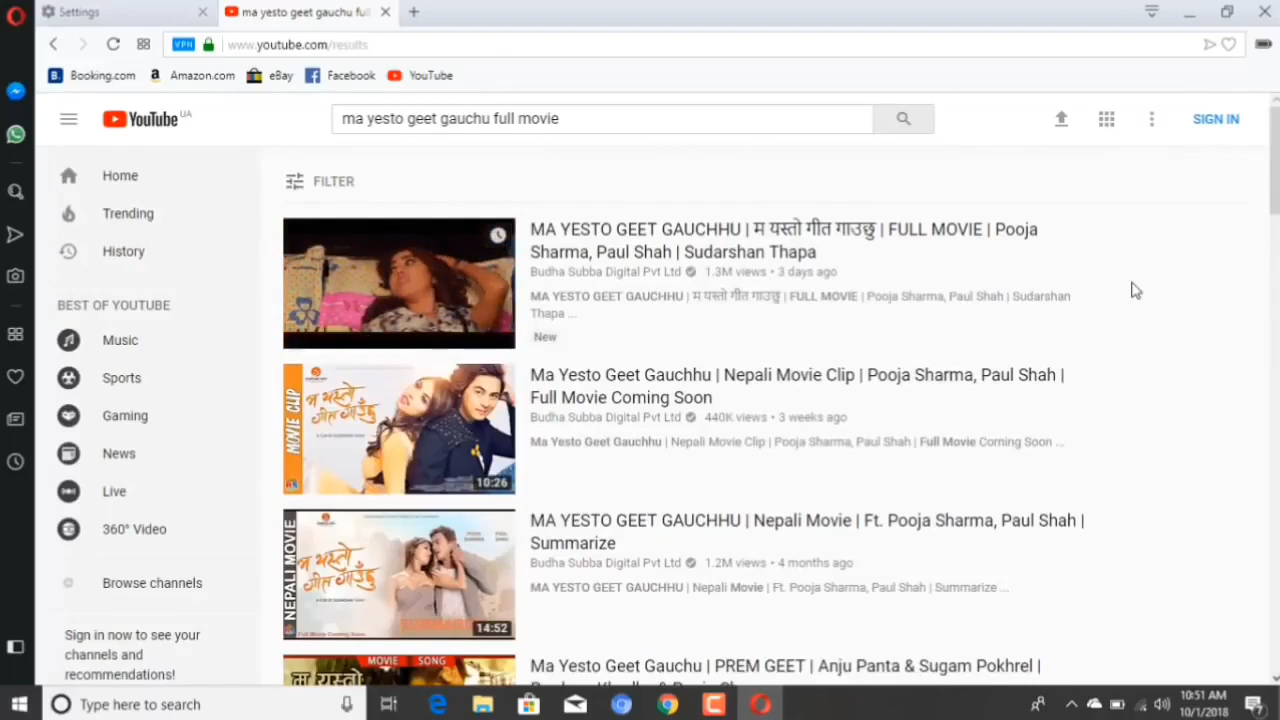 Settings
ma yesto geet gauchu full
VPN
www.youtube.com/results
B. Booking.com
a Amazon.com
eBay
Facebook
YouTube
YouTube UA
ma yesto geet gauchu full movie
SIGN IN
Home
Trending
History
BEST OF YOUTUBE
Music
Sports
Gaming
News
Live
360° Video
Browse channels
Sign in now to see your
channels and
recommendations!
FILTER
MA YESTO GEET GAUCHHU | म यस्तो गीत गाउछु | FULL MOVIE | Pooja
Sharma, Paul Shah | Sudarshan Thapa
Budha Subba Digital Pvt Ltd 1.3M views • 3 days ago
MA YESTO GEET GAUCHHU | म यस्तो गीत गाउछु | FULL MOVIE | Pooja Sharma, Paul Shah | Sudarshan
Thapa ...
New
MOVIE CLIP
म यस्तो
गीत गाउँछु
10:26
Ma Yesto Geet Gauchhu | Nepali Movie Clip | Pooja Sharma, Paul Shah |
Full Movie Coming Soon
Budha Subba Digital Pvt Ltd 440K views • 3 weeks ago
Ma Yesto Geet Gauchhu | Nepali Movie Clip | Pooja Sharma, Paul Shah | Full Movie Coming Soon ...
NEPALI MOVIE
म यस्तो
गीत गाउँछु
Full Movie Coming Soon
14:52
MA YESTO GEET GAUCHHU | Nepali Movie | Ft. Pooja Sharma, Paul Shah |
Summarize
Budha Subba Digital Pvt Ltd 1.2M views • 4 months ago
MA YESTO GEET GAUCHHU | Nepali Movie | Ft. Pooja Sharma, Paul Shah | Summarize ...
MOVIE SONG
म यस्तो
Ma Yesto Geet Gauchu | PREM GEET | Anju Panta & Sugam Pokhrel |
Type here to search
10:51 AM
10/1/2018
7